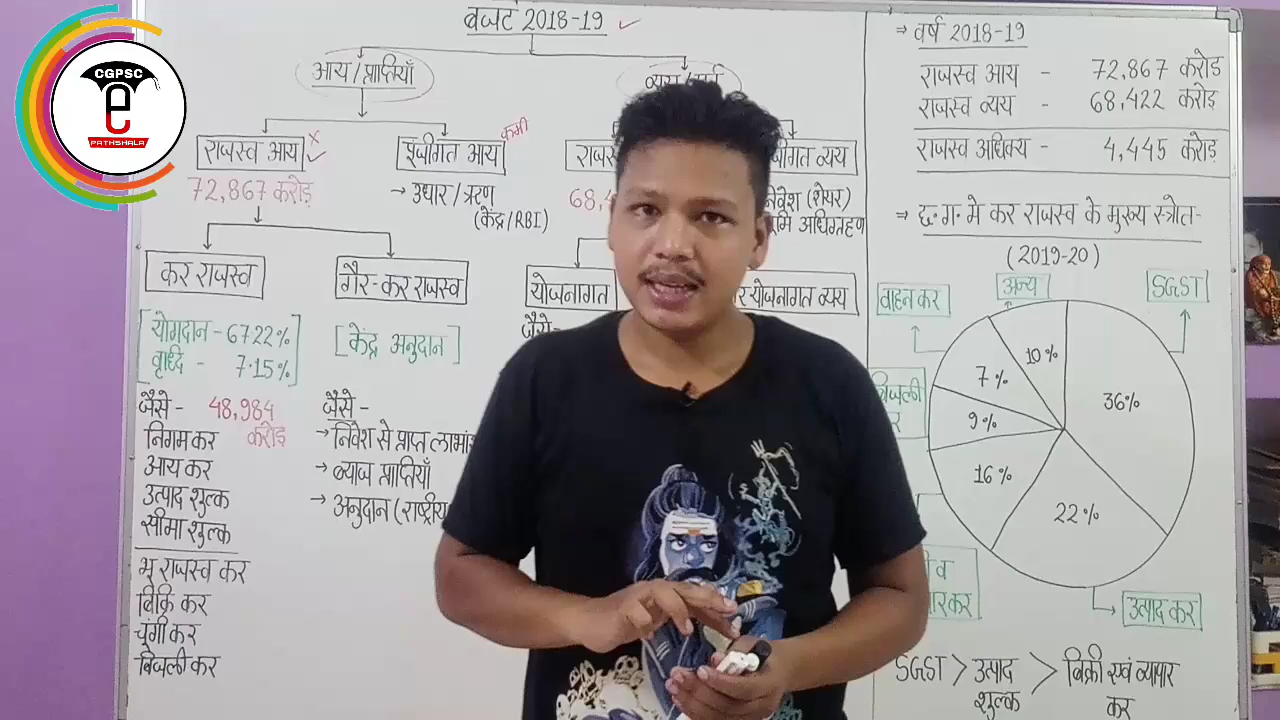 CGPSC
e
PATHSHALA
बजट 2018-19
आय/प्राप्तियाँ
राजस्व आय
72,867 करोड़
पूंजीगत आय
कमी
→ उधार/ऋण
(केंद्र/RBI)
कर राजस्व
[योगदान - 67.22%
वृध्दि - 7.15%]
जैसे - 48,984
करोड़
निगम कर
आय कर
उत्पाद शुल्क
सीमा शुल्क
भू राजस्व कर
बिक्रि कर
चुंगी कर
बिजली कर
गैर-कर राजस्व
[केंद्र अनुदान]
जैसे -
→ निवेश से प्राप्त
→ ब्याज प्राप्तियाँ
→ अनुदान (राष्ट्रीय
व्यय
68,4
व्यय
(शेयर)
अधिग्रहण
योजनागत
योजनागत व्यय
जैसे -
→ वर्ष 2018-19
राजस्व आय - 72,867 करोड़
राजस्व व्यय - 68,422 करोड़
राजस्व अधिक्य - 4,445 करोड़
→ छ.ग. मे कर राजस्व के मुख्य स्त्रोत-
(2019-20)
वाहन कर
अन्य
SGST
10%
7%
36%
9%
16%
22%
उत्पाद कर
SGST > उत्पाद शुल्क > बिक्री एवं व्यापार कर